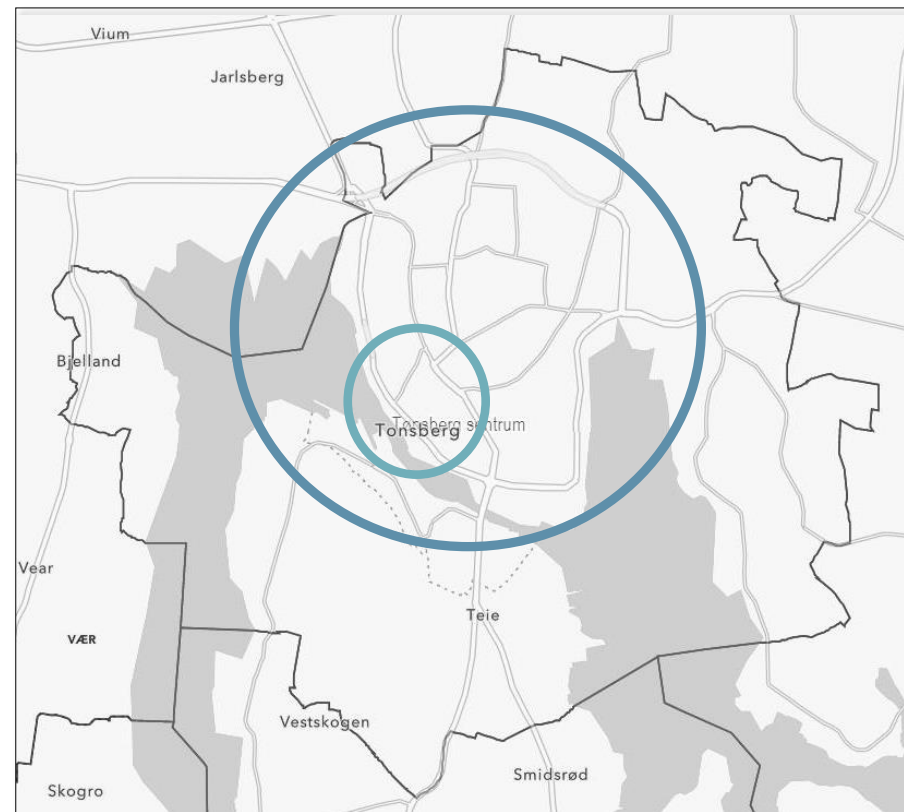 Vium
Jarlsberg
Bjelland
Tønsberg sentrum
Tønsberg
Vear
Teie
VÆR
Vestskogen
Smidsrød
Skogro